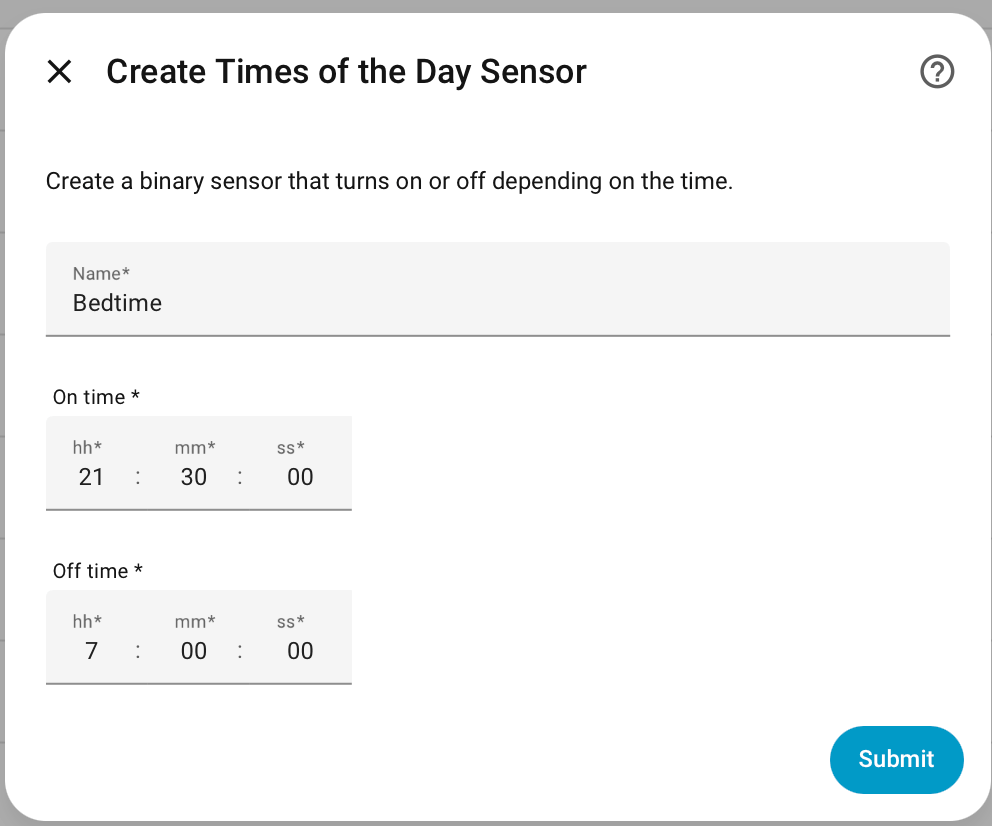 Create Times of the Day Sensor
Create a binary sensor that turns on or off depending on the time.
Name*
Bedtime
On time *
hh* mm* ss*
21 : 30 : 00
Off time *
hh* mm* ss*
7 : 00 : 00
Submit